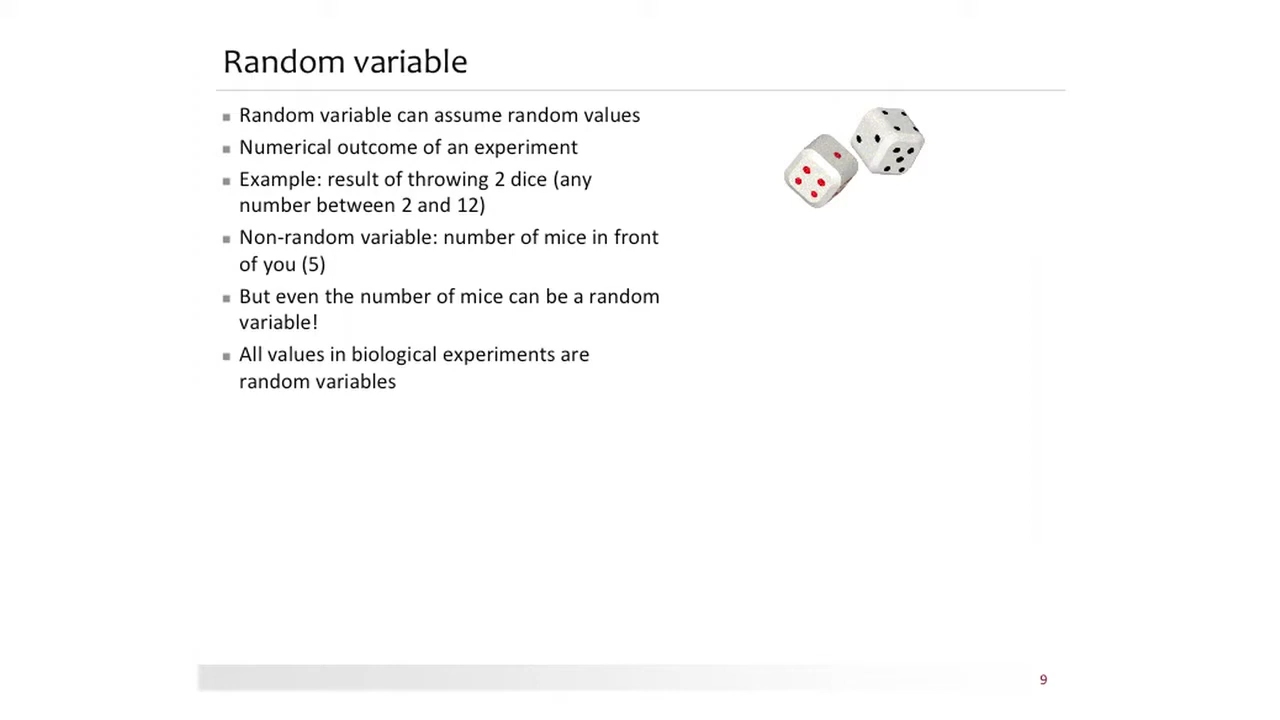 Random variable
Random variable can assume random values
Numerical outcome of an experiment
Example: result of throwing 2 dice (any
number between 2 and 12)
Non-random variable: number of mice in front
of you (5)
But even the number of mice can be a random
variable!
All values in biological experiments are
random variables
9